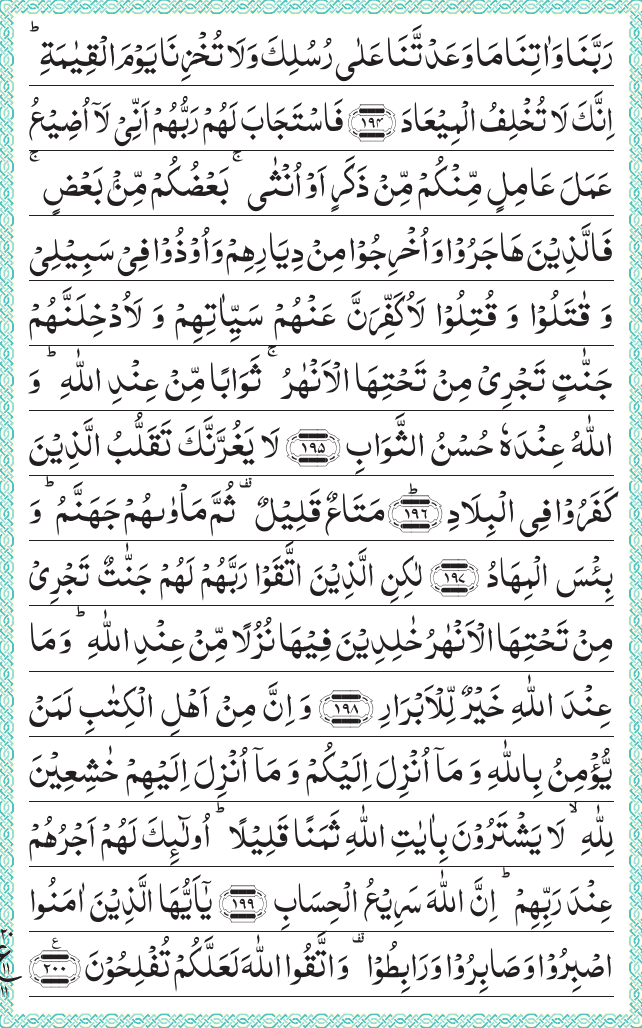 رَبَّنَا وَاٰتِنَا مَا وَعَدْتَّنَا عَلٰى رُسُلِكَ وَلَا تُخْزِنَا يَوْمَ الْقِيٰمَةِ ؕ
اِنَّكَ لَا تُخْلِفُ الْمِيْعَادَ ﴿۱۹۴﴾ فَاسْتَجَابَ لَهُمْ رَبُّهُمْ اَنِّىْ لَاۤ اُضِيْعُ
عَمَلَ عَامِلٍ مِّنْكُمْ مِّنْ ذَكَرٍ اَوْ اُنْثٰى ۚ بَعْضُكُمْ مِّنْۢ بَعْضٍ ۚ
فَالَّذِيْنَ هَاجَرُوْا وَاُخْرِجُوْا مِنْ دِيَارِهِمْ وَاُوْذُوْا فِىْ سَبِيْلِىْ
وَ قٰتَلُوْا وَ قُتِلُوْا لَاُكَفِّرَنَّ عَنْهُمْ سَيِّاٰتِهِمْ وَ لَاُدْخِلَنَّهُمْ
جَنّٰتٍ تَجْرِىْ مِنْ تَحْتِهَا الْاَنْهٰرُ ۚ ثَوَابًا مِّنْ عِنْدِ اللّٰهِ ؕ وَ
اللّٰهُ عِنْدَهٗ حُسْنُ الثَّوَابِ ﴿۱۹۵﴾ لَا يَغُرَّنَّكَ تَقَلُّبُ الَّذِيْنَ
كَفَرُوْا فِى الْبِلَادِ ؕ﴿۱۹۶﴾ مَتَاعٌ قَلِيْلٌ ۟ ثُمَّ مَاْوٰىهُمْ جَهَنَّمُ ؕ وَ
بِئْسَ الْمِهَادُ ﴿۱۹۷﴾ لٰكِنِ الَّذِيْنَ اتَّقَوْا رَبَّهُمْ لَهُمْ جَنّٰتٌ تَجْرِىْ
مِنْ تَحْتِهَا الْاَنْهٰرُ خٰلِدِيْنَ فِيْهَا نُزُلًا مِّنْ عِنْدِ اللّٰهِ ؕ وَمَا
عِنْدَ اللّٰهِ خَيْرٌ لِّلْاَبْرَارِ ﴿۱۹۸﴾ وَ اِنَّ مِنْ اَهْلِ الْكِتٰبِ لَمَنْ
يُّؤْمِنُ بِاللّٰهِ وَ مَاۤ اُنْزِلَ اِلَيْكُمْ وَ مَاۤ اُنْزِلَ اِلَيْهِمْ خٰشِعِيْنَ
لِلّٰهِ ۙ لَا يَشْتَرُوْنَ بِاٰيٰتِ اللّٰهِ ثَمَنًا قَلِيْلًا ؕ اُولٰٓئِكَ لَهُمْ اَجْرُهُمْ
عِنْدَ رَبِّهِمْ ؕ اِنَّ اللّٰهَ سَرِيْعُ الْحِسَابِ ﴿۱۹۹﴾ يٰۤاَيُّهَا الَّذِيْنَ اٰمَنُوا
اصْبِرُوْا وَصَابِرُوْا وَرَابِطُوْا ۟ وَاتَّقُوا اللّٰهَ لَعَلَّكُمْ تُفْلِحُوْنَ ﴿۲۰۰﴾